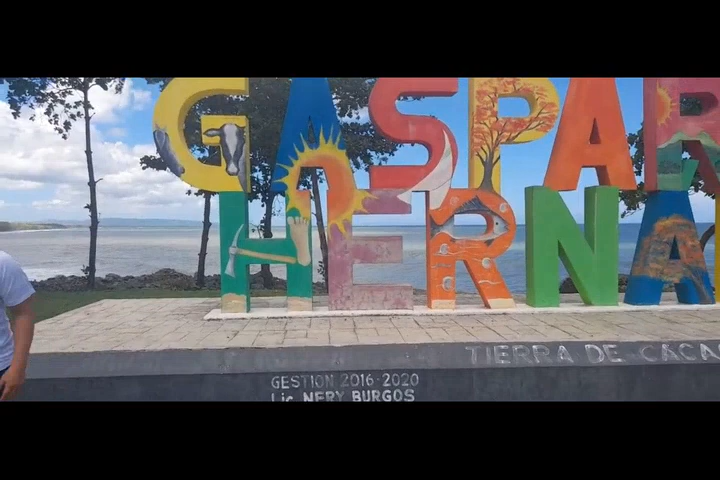 GASPAR
HERNA
TIERRA DE CACA
GESTION 2016-2020
Lic. NERY BURGOS